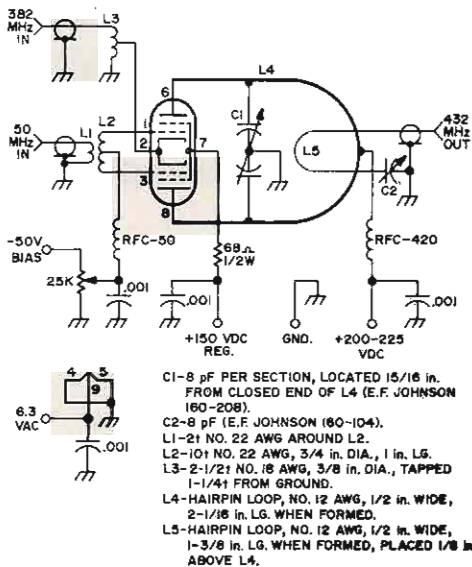 382
MHz
IN
L3
L4
50
MHz
IN
L1
L2
6
1
2
3
7
8
C1
L5
432
MHz
OUT
C2
RFC-50
68Ω
1/2W
RFC-420
-50V
BIAS
25K
.001
.001
.001
+150 VDC
REG.
GND.
+200-225
VDC
4
5
9
6.3
VAC
.001
C1-8 pF PER SECTION, LOCATED 15/16 in.
FROM CLOSED END OF L4 (E.F. JOHNSON
160-208).
C2-8 pF (E.F. JOHNSON 160-104).
L1-2t NO. 22 AWG AROUND L2.
L2-10t NO. 22 AWG, 3/4 in. DIA., 1 in. LG.
L3-2-1/2t NO. 18 AWG, 3/8 in. DIA., TAPPED
1-1/4t FROM GROUND.
L4-HAIRPIN LOOP, NO. 12 AWG, 1/2 in. WIDE,
2-1/16 in. LG. WHEN FORMED.
L5-HAIRPIN LOOP, NO. 12 AWG, 1/2 in. WIDE,
1-3/8 in. LG. WHEN FORMED, PLACED 1/8 in
ABOVE L4.